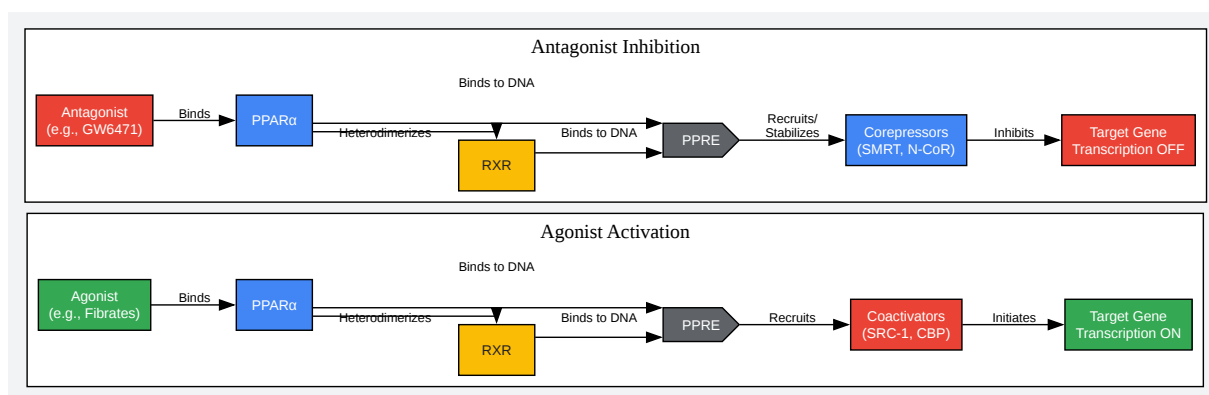 Antagonist Inhibition
Binds to DNA
Antagonist
(e.g., GW6471)
Binds
PPARα
Heterodimerizes
RXR
Binds to DNA
PPRE
Recruits/
Stabilizes
Corepressors
(SMRT, N-CoR)
Inhibits
Target Gene
Transcription OFF
Agonist Activation
Binds to DNA
Agonist
(e.g., Fibrates)
Binds
PPARα
Heterodimerizes
RXR
Binds to DNA
PPRE
Recruits
Coactivators
(SRC-1, CBP)
Initiates
Target Gene
Transcription ON